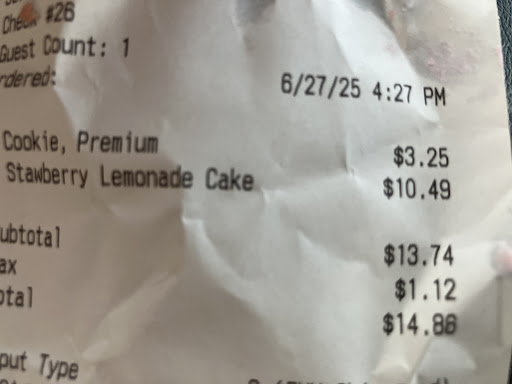 Check #26
Guest Count: 1
rdered:
6/27/25 4:27 PM
Cookie, Premium $3.25
Stawberry Lemonade Cake $10.49
ubtotal $13.74
ax $1.12
otal $14.86
put Type